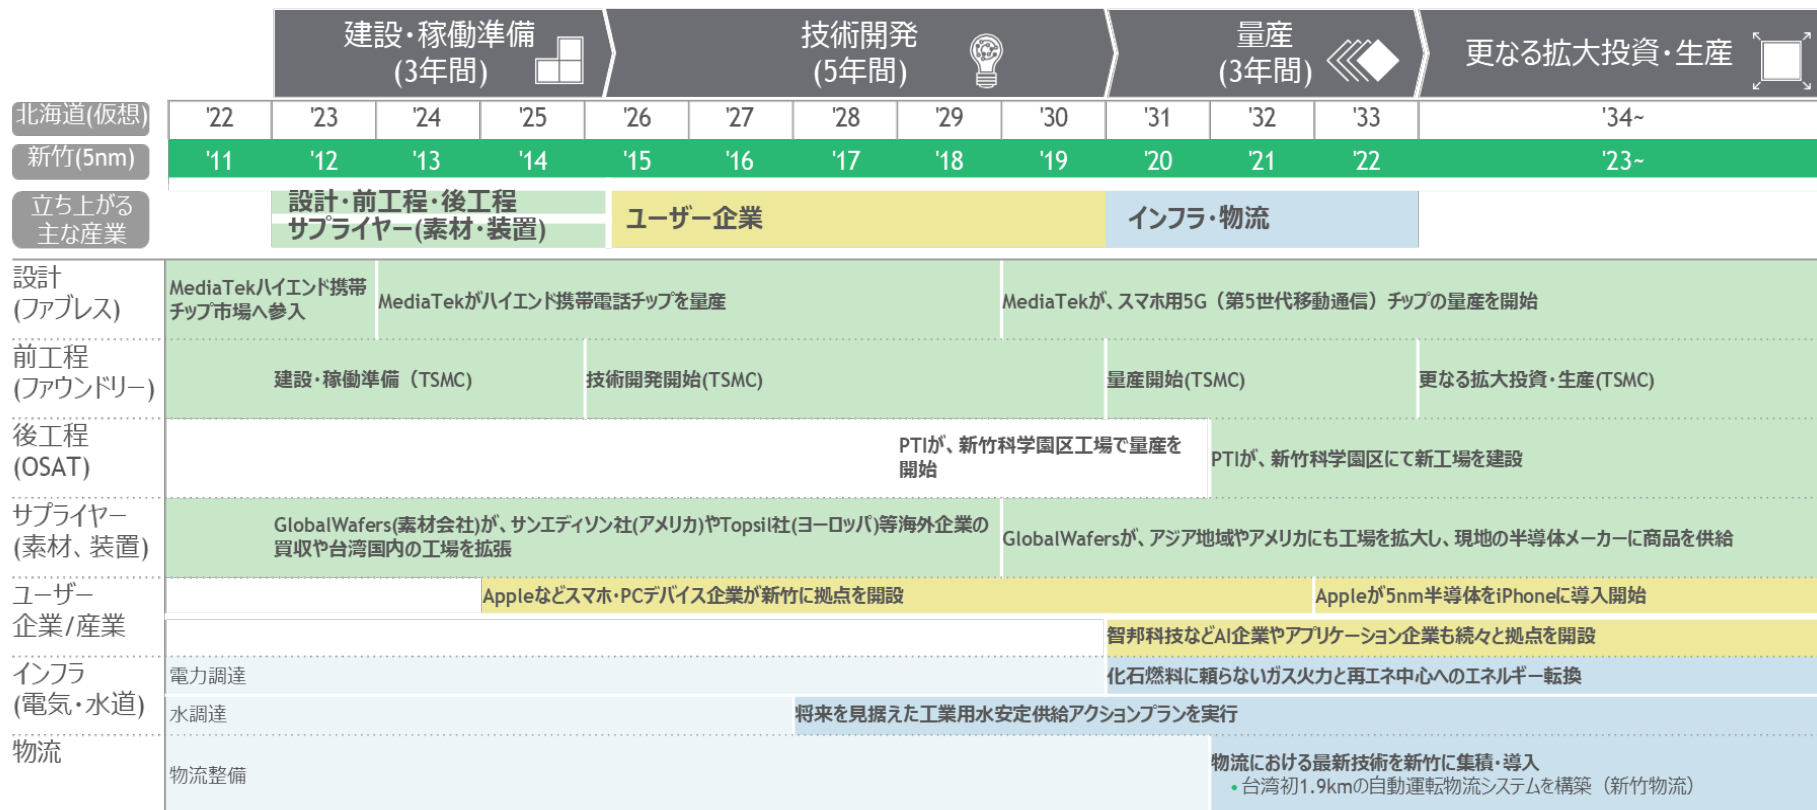 建設・稼働準備
(3年間)
技術開発
(5年間)
量産
(3年間)
更なる拡大投資・生産
北海道(仮想)
'22
'23
'24
'25
'26
'27
'28
'29
'30
'31
'32
'33
'34~
新竹(5nm)
'11
'12
'13
'14
'15
'16
'17
'18
'19
'20
'21
'22
'23~
立ち上がる
主な産業
設計・前工程・後工程
サプライヤー(素材・装置)
ユーザー企業
インフラ・物流
設計
(ファブレス)
MediaTekハイエンド携帯
チップ市場へ参入
MediaTekがハイエンド携帯電話チップを量産
MediaTekが、スマホ用5G（第5世代移動通信）チップの量産を開始
前工程
(ファウンドリー)
建設・稼働準備（TSMC)
技術開発開始(TSMC)
量産開始(TSMC)
更なる拡大投資・生産(TSMC)
後工程
(OSAT)
PTIが、新竹科学園区工場で量産を
開始
PTIが、新竹科学園区にて新工場を建設
サプライヤー
(素材、装置)
GlobalWafers(素材会社)が、サンエディソン社(アメリカ)やTopsil社(ヨーロッパ)等海外企業の
買収や台湾国内の工場を拡張
GlobalWafersが、アジア地域やアメリカにも工場を拡大し、現地の半導体メーカーに商品を供給
ユーザー
企業/産業
Appleなどスマホ・PCデバイス企業が新竹に拠点を開設
Appleが5nm半導体をiPhoneに導入開始
智邦科技などAI企業やアプリケーション企業も続々と拠点を開設
インフラ
(電気・水道)
電力調達
化石燃料に頼らないガス火力と再エネ中心へのエネルギー転換
水調達
将来を見据えた工業用水安定供給アクションプランを実行
物流
物流整備
物流における最新技術を新竹に集積・導入
・台湾初1.9kmの自動運転物流システムを構築（新竹物流）